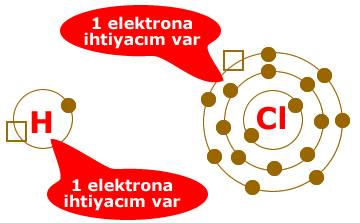 1 elektrona
ihtiyacım var
H
Cl
1 elektrona
ihtiyacım var